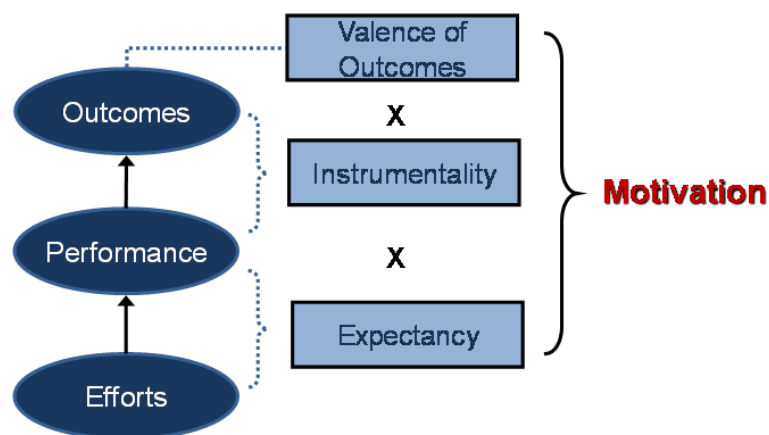 Valence of
Outcomes
Outcomes
X
Instrumentality
Motivation
Performance
X
Expectancy
Efforts